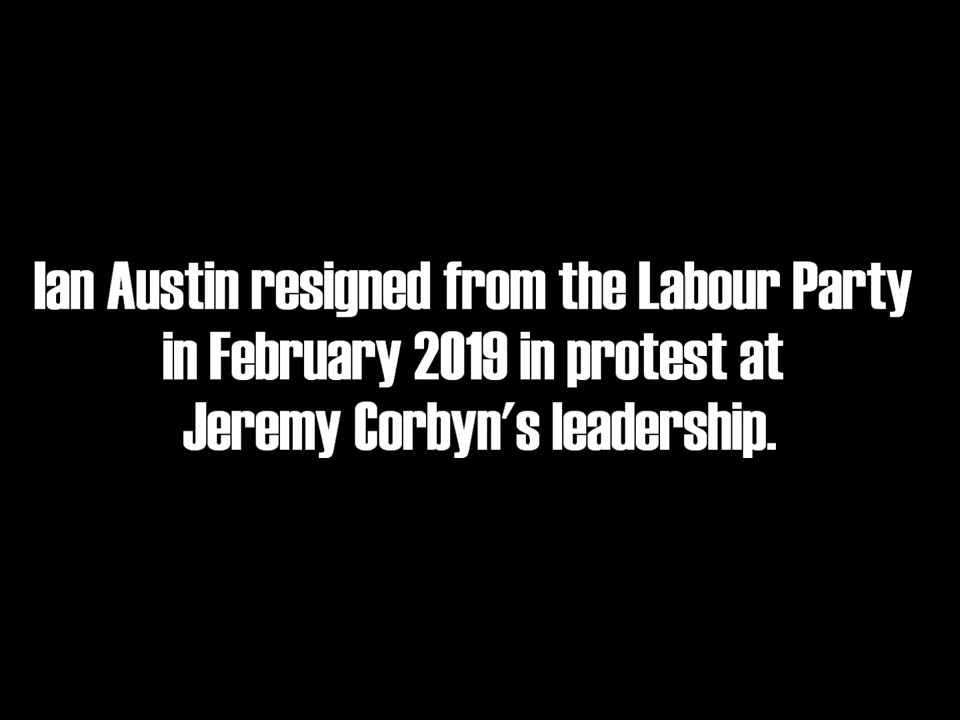 Ian Austin resigned from the Labour Party
in February 2019 in protest at
Jeremy Corbyn's leadership.